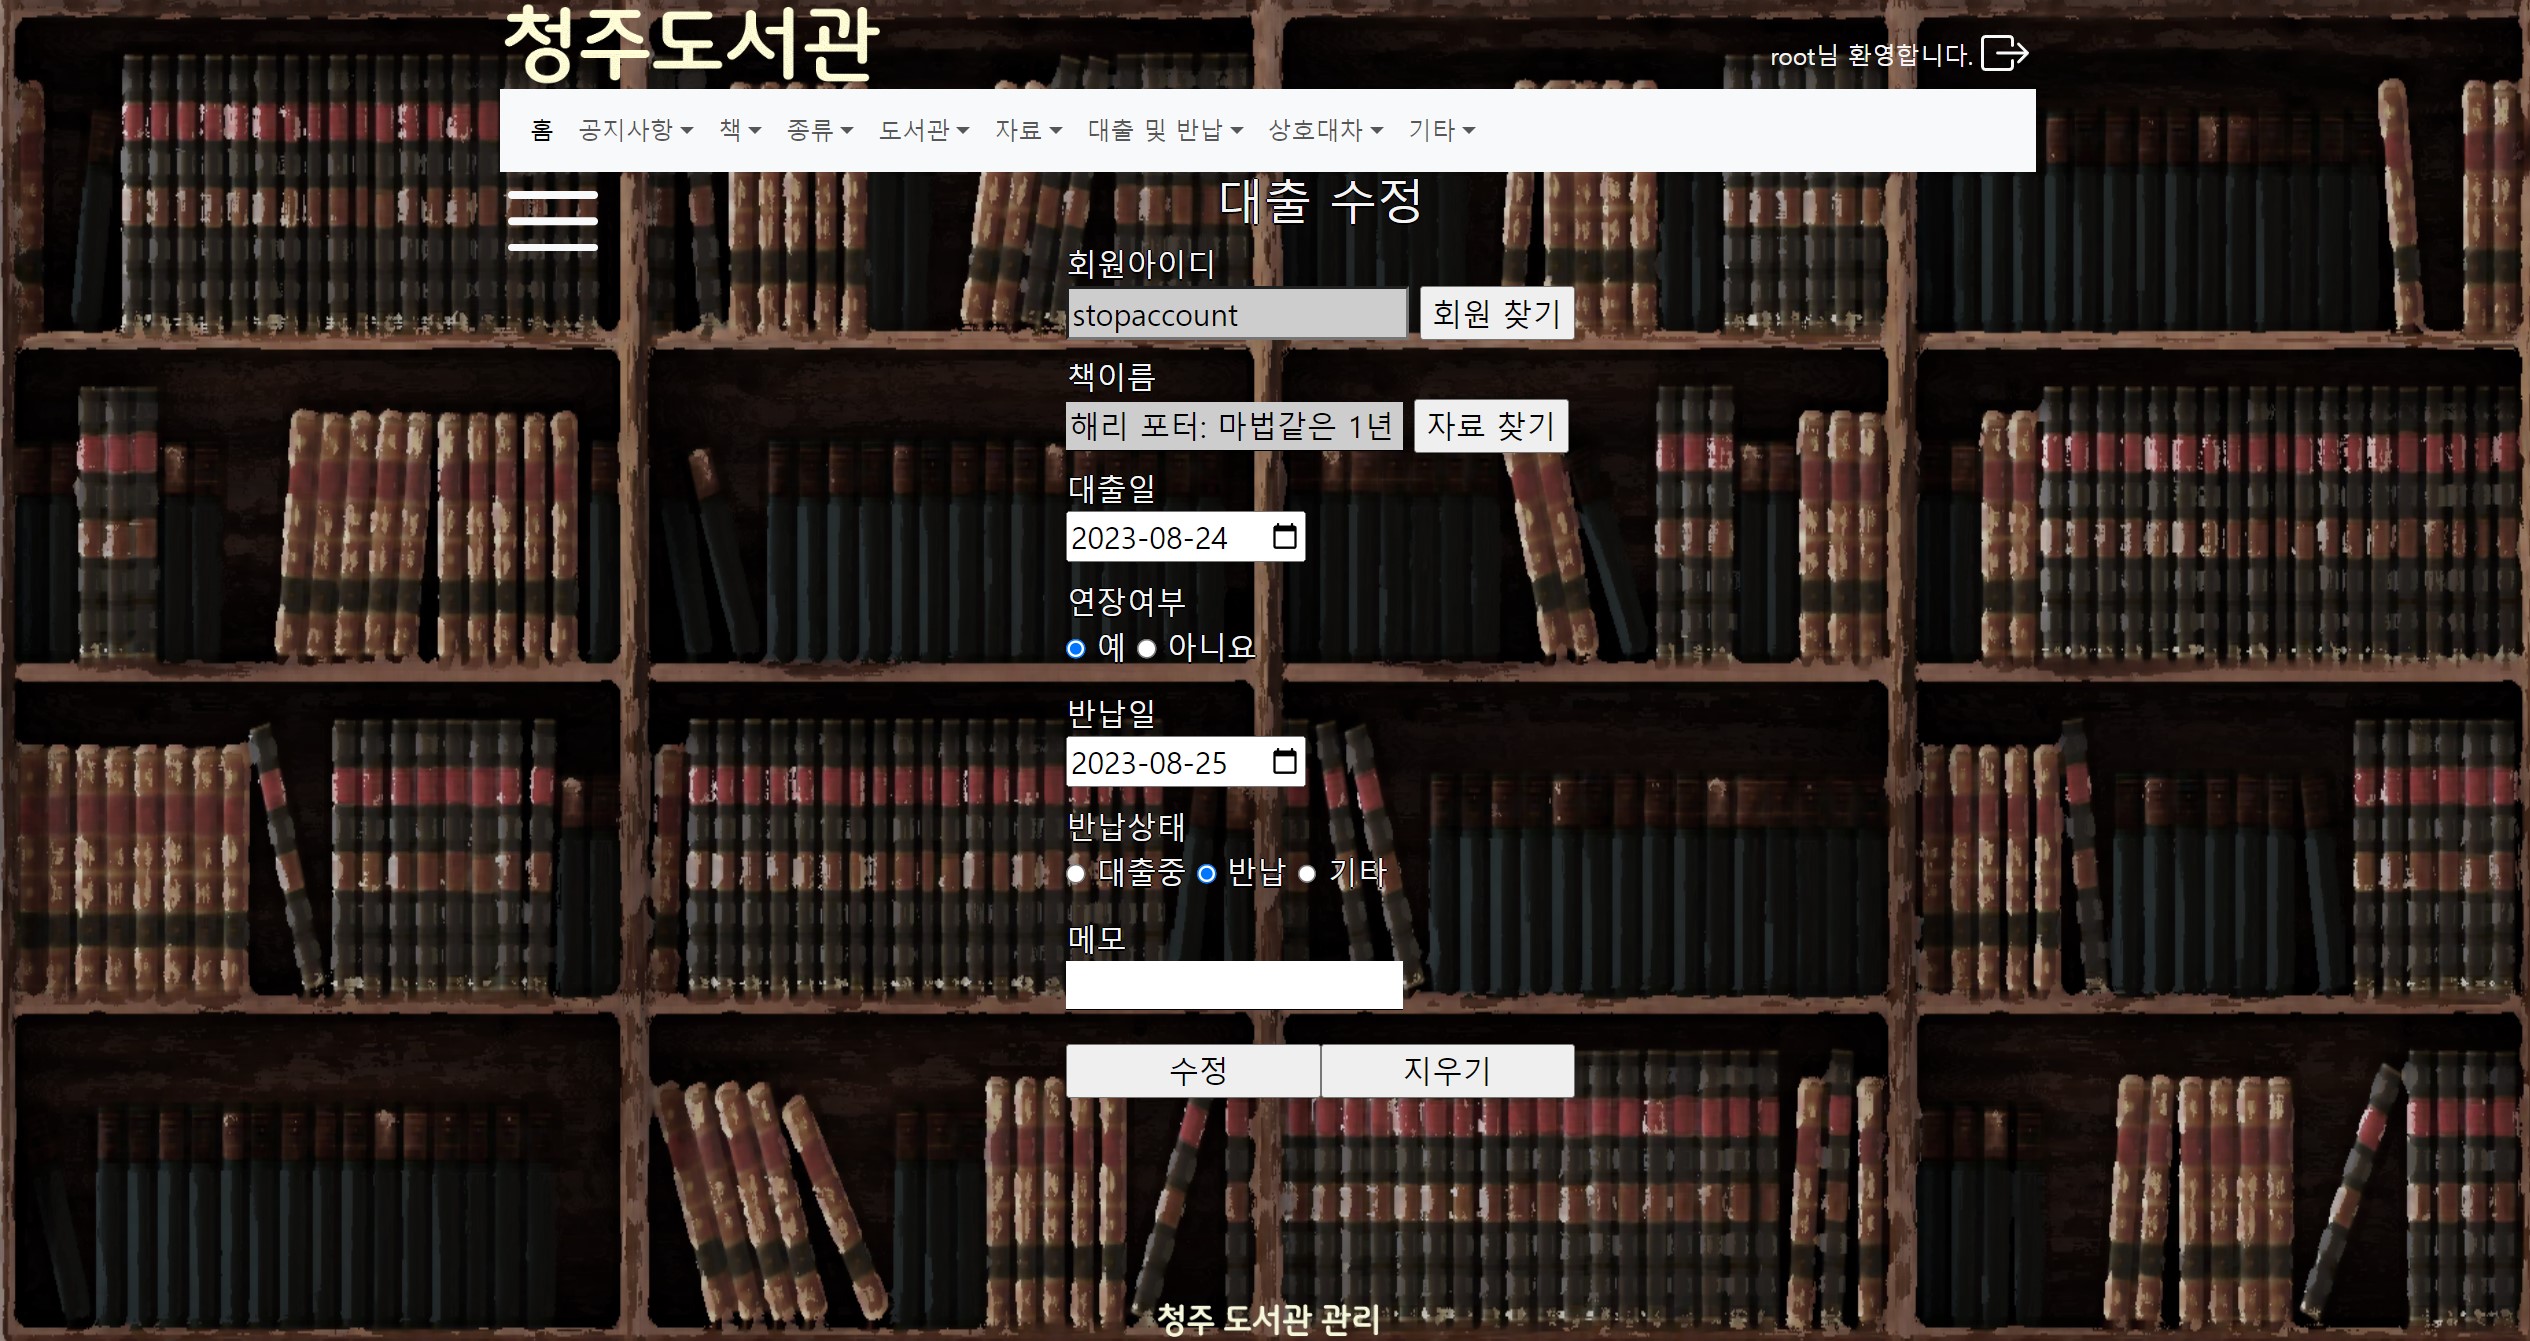 청주도서관
root님 환영합니다.
홈 공지사항 책 종류 도서관 자료 대출 및 반납 상호대차 기타
대출 수정
회원아이디
stopaccount 회원 찾기
책이름
해리 포터: 마법같은 1년 자료 찾기
대출일
2023-08-24
연장여부
예 아니요
반납일
2023-08-25
반납상태
대출중 반납 기타
메모
수정 지우기
청주 도서관 관리